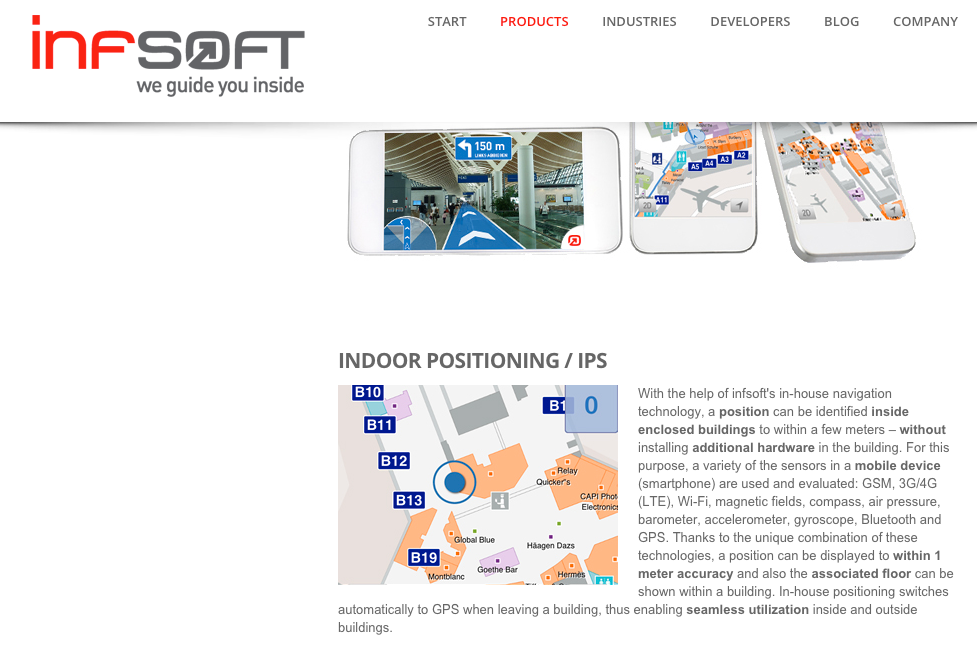 infsoft
we guide you inside
START PRODUCTS INDUSTRIES DEVELOPERS BLOG COMPANY
150 m
A2
A3
A4
A5
A11
2D
2D
INDOOR POSITIONING / IPS
B10
B11
B1
0
B12
B13
B19
Relay
Quicker's
CAPI Phot
Electronics
Global Blue
Häagen Dazs
Goethe Bar
Montblanc
Hermès
With the help of infsoft's in-house navigation
technology, a position can be identified inside
enclosed buildings to within a few meters – without
installing additional hardware in the building. For this
purpose, a variety of the sensors in a mobile device
(smartphone) are used and evaluated: GSM, 3G/4G
(LTE), Wi-Fi, magnetic fields, compass, air pressure,
barometer, accelerometer, gyroscope, Bluetooth and
GPS. Thanks to the unique combination of these
technologies, a position can be displayed to within 1
meter accuracy and also the associated floor can be
shown within a building. In-house positioning switches
automatically to GPS when leaving a building, thus enabling seamless utilization inside and outside
buildings.